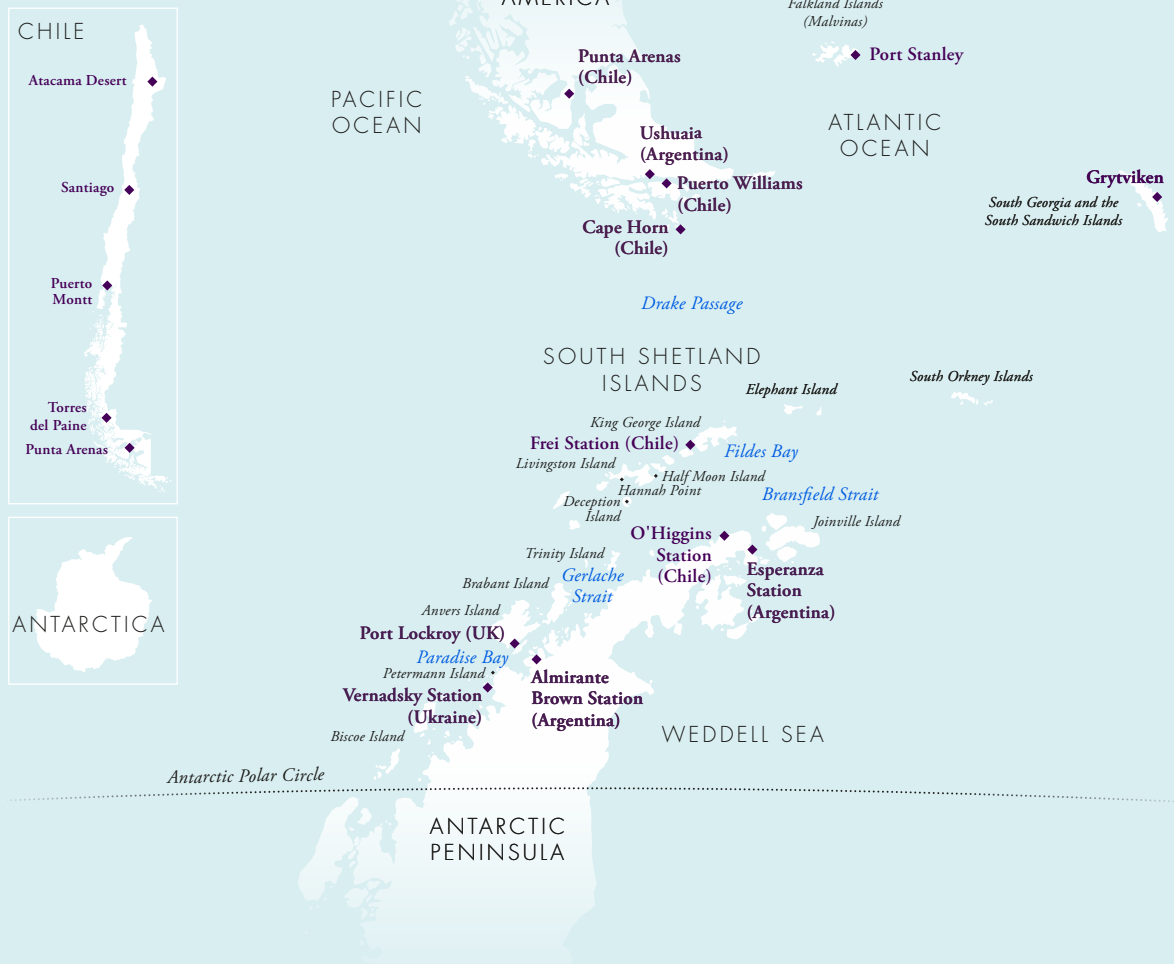 CHILE
Atacama Desert
Santiago
Puerto
Montt
Torres
del Paine
Punta Arenas
ANTARCTICA
AMERICA
Falkland Islands
(Malvinas)
Port Stanley
Punta Arenas
(Chile)
PACIFIC
OCEAN
ATLANTIC
OCEAN
Ushuaia
(Argentina)
Puerto Williams
(Chile)
Cape Horn
(Chile)
Grytviken
South Georgia and the
South Sandwich Islands
Drake Passage
SOUTH SHETLAND
ISLANDS
Elephant Island
South Orkney Islands
King George Island
Frei Station (Chile)
Fildes Bay
Livingston Island
Half Moon Island
Hannah Point
Deception
Island
Bransfield Strait
Joinville Island
O'Higgins
Station
(Chile)
Esperanza
Station
(Argentina)
Trinity Island
Gerlache
Strait
Brabant Island
Anvers Island
Port Lockroy (UK)
Paradise Bay
Petermann Island
Almirante
Brown Station
(Argentina)
Vernadsky Station
(Ukraine)
Biscoe Island
WEDDELL SEA
Antarctic Polar Circle
ANTARCTIC
PENINSULA